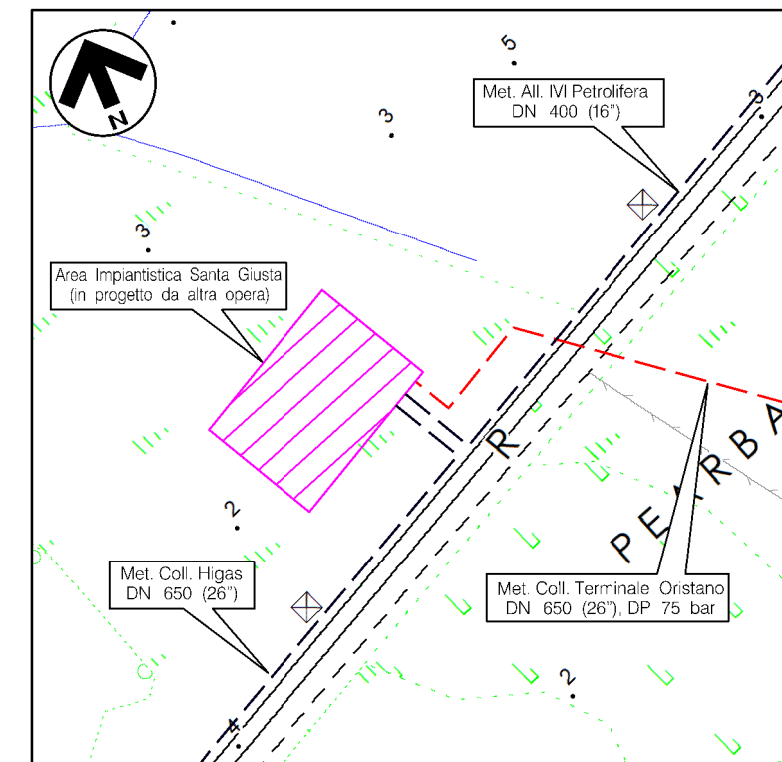 N
5
3
3
Met. All. IVI Petrolifera
DN 400 (16")
3
Area Impiantistica Santa Giusta
(in progetto da altra opera)
R
PEARBA
2
Met. Coll. Higas
DN 650 (26")
Met. Coll. Terminale Oristano
DN 650 (26"), DP 75 bar
2
4